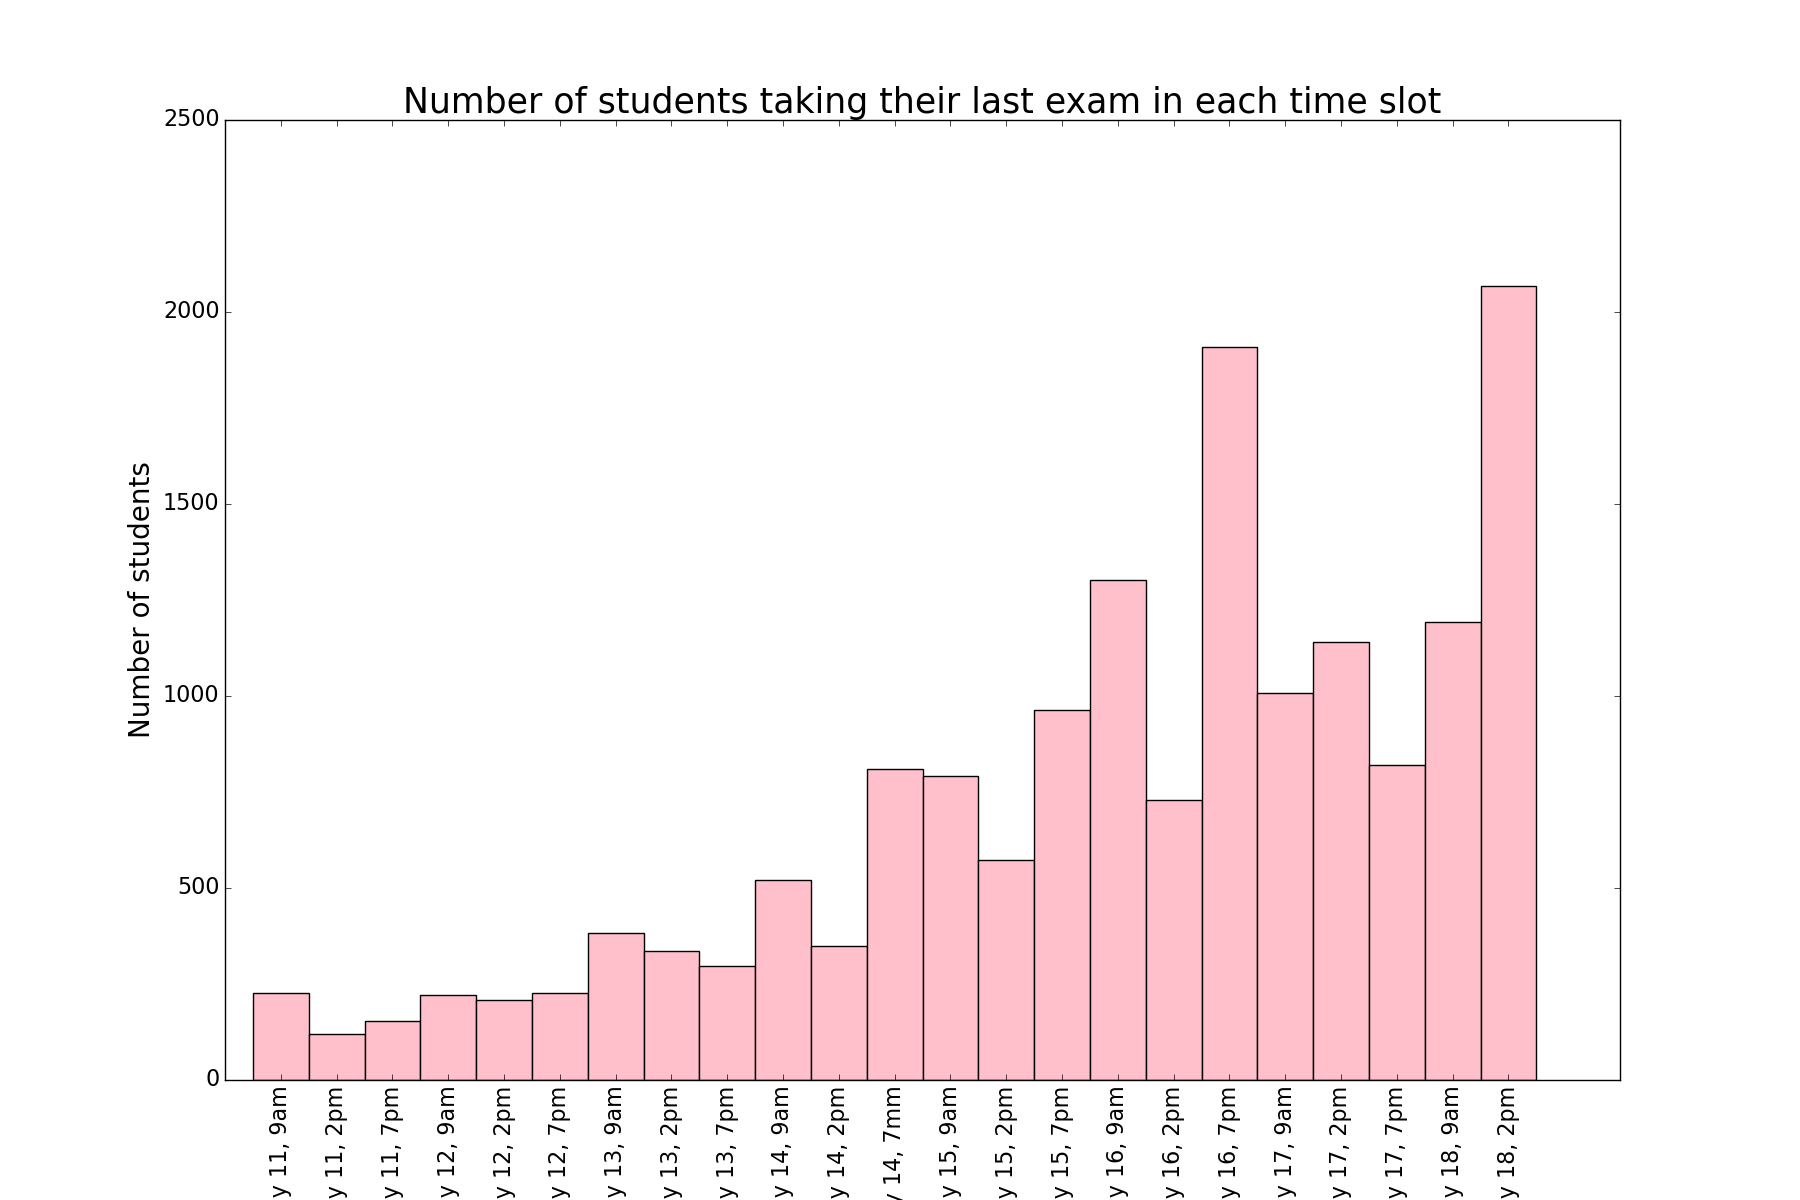 Number of students taking their last exam in each time slot
Number of students
2500
2000
1500
1000
500
0
y 11, 9am
y 11, 2pm
y 11, 7pm
y 12, 9am
y 12, 2pm
y 12, 7pm
y 13, 9am
y 13, 2pm
y 13, 7pm
y 14, 9am
y 14, 2pm
y 14, 7mm
y 15, 9am
y 15, 2pm
y 15, 7pm
y 16, 9am
y 16, 2pm
y 16, 7pm
y 17, 9am
y 17, 2pm
y 17, 7pm
y 18, 9am
y 18, 2pm